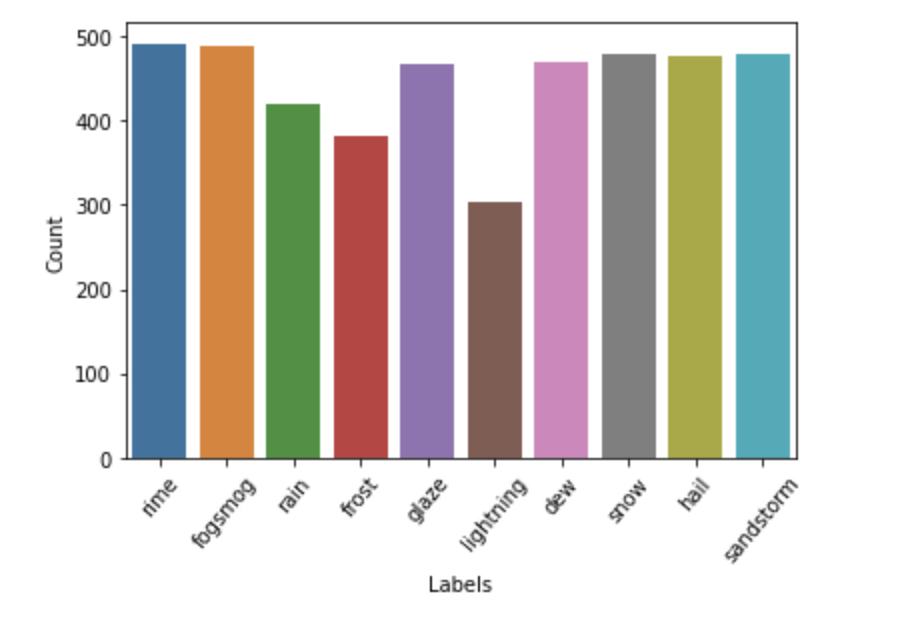 500
400
300
200
100
0
Count
rime
fogsmog
rain
frost
glaze
lightning
dew
snow
hail
sandstorm
Labels